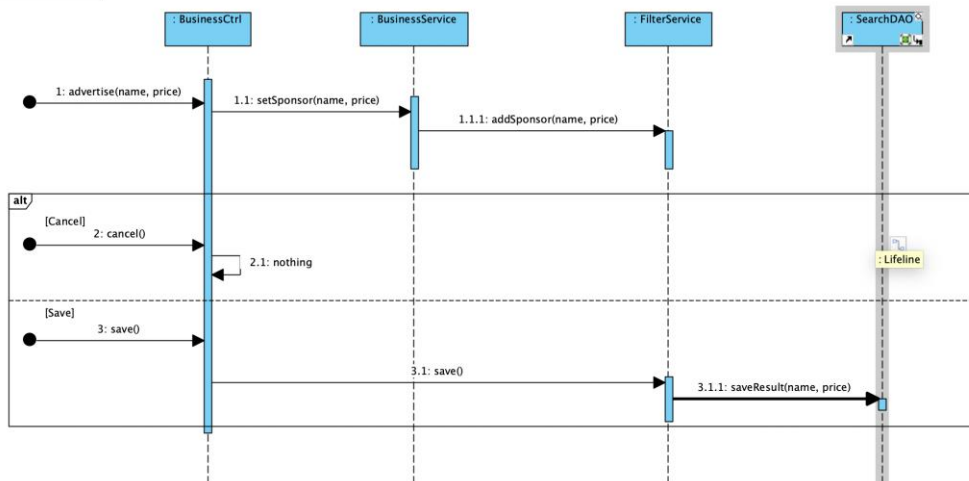 : BusinessCtrl
: BusinessService
: FilterService
: SearchDAO
1: advertise(name, price)
1.1: setSponsor(name, price)
1.1.1: addSponsor(name, price)
alt
[Cancel]
2: cancel()
2.1: nothing
: Lifeline
[Save]
3: save()
3.1: save()
3.1.1: saveResult(name, price)